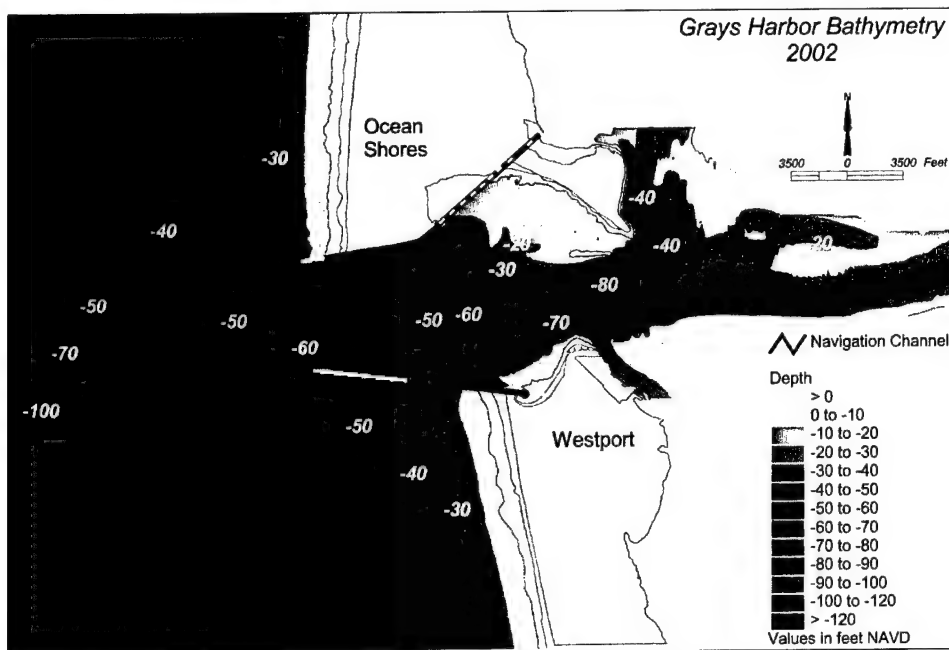 Grays Harbor Bathymetry
2002
N
3500 0 3500 Feet
Ocean
Shores
-30
-40
-40
-40
-20
-20
-30
-80
-50
-50
-50
-60
-70
-60
-70
-100
-50
-40
-30
Westport
Navigation Channel
Depth
> 0
0 to -10
-10 to -20
-20 to -30
-30 to -40
-40 to -50
-50 to -60
-60 to -70
-70 to -80
-80 to -90
-90 to -100
-100 to -120
> -120
Values in feet NAVD